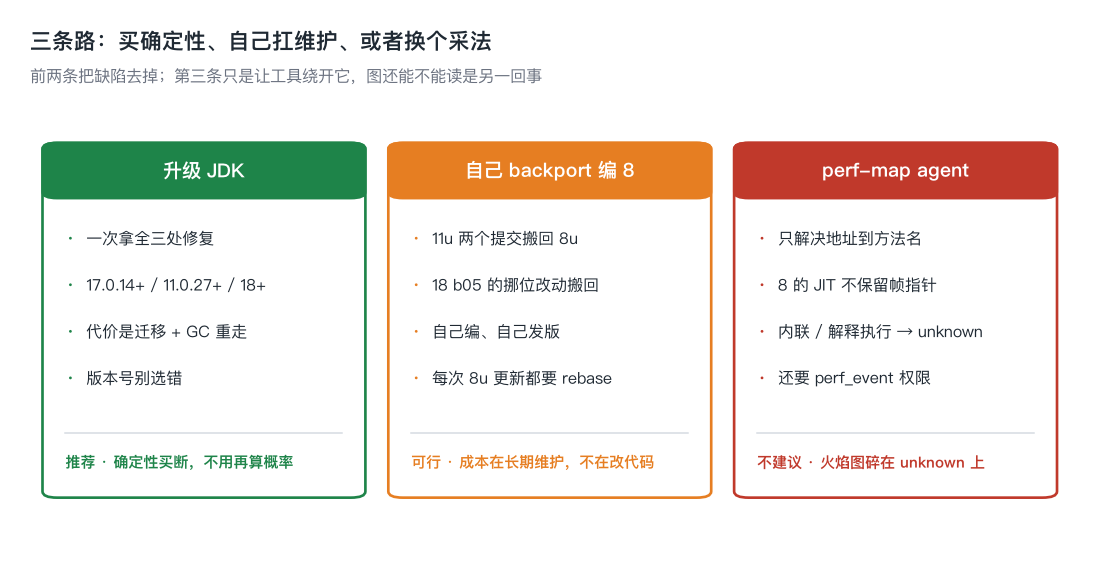 三条路：买确定性、自己扛维护、或者换个采法
前两条把缺陷去掉；第三条只是让工具绕开它，图还能不能读是另一回事
升级 JDK
· 一次拿全三处修复
· 17.0.14+ / 11.0.27+ / 18+
· 代价是迁移 + GC 重走
· 版本号别选错
推荐 · 确定性买断，不用再算概率
自己 backport 编 8
· 11u 两个提交搬回 8u
· 18 b05 的挪位改动搬回
· 自己编、自己发版
· 每次 8u 更新都要 rebase
可行 · 成本在长期维护，不在改代码
perf-map agent
· 只解决地址到方法名
· 8 的 JIT 不保留帧指针
· 内联 / 解释执行 → unknown
· 还要 perf_event 权限
不建议 · 火焰图碎在 unknown 上